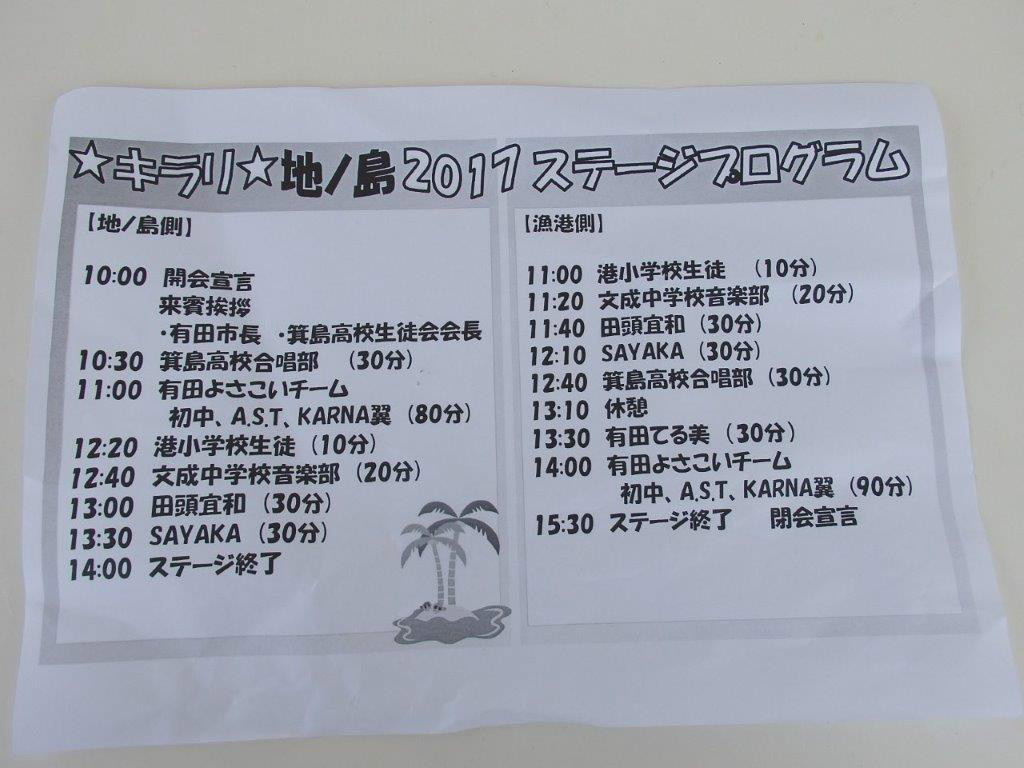 ★キラリ★地ノ島2017ステージプログラム
【地ノ島側】
10:00 開会宣言
来賓挨拶
・有田市長 ・箕島高校生徒会会長
10:30 箕島高校合唱部 (30分)
11:00 有田よさこいチーム
初中、A.S.T、KARNA翼 (80分)
12:20 港小学校生徒 (10分)
12:40 文成中学校音楽部 (20分)
13:00 田頭宜和 (30分)
13:30 SAYAKA (30分)
14:00 ステージ終了
【漁港側】
11:00 港小学校生徒 (10分)
11:20 文成中学校音楽部 (20分)
11:40 田頭宜和 (30分)
12:10 SAYAKA (30分)
12:40 箕島高校合唱部 (30分)
13:10 休憩
13:30 有田てる美 (30分)
14:00 有田よさこいチーム
初中、A.S.T、KARNA翼 (90分)
15:30 ステージ終了 閉会宣言